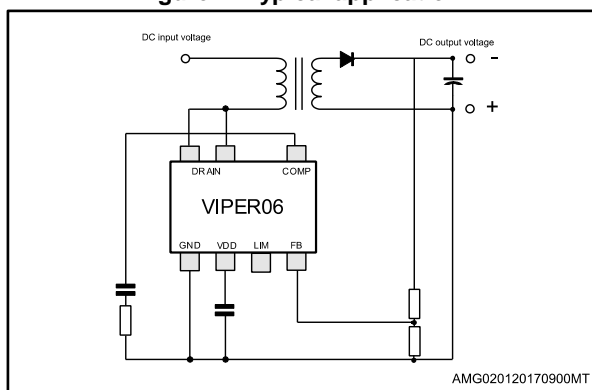 DC input voltage
DC output voltage
-
+
DRAIN
COMP
VIPER06
GND
VDD
LIM
FB
AMG020120170900MT